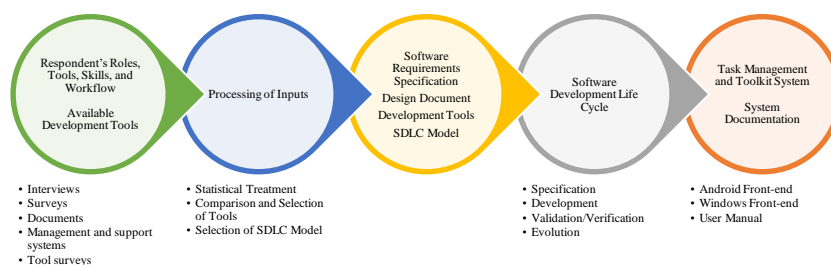 Respondent's Roles,
Tools, Skills, and
Workflow
Available
Development Tools
Processing of Inputs
Software
Requirements
Specification
Design Document
Development Tools
SDLC Model
Software
Development Life
Cycle
Task Management
and Toolkit System
System
Documentation
• Interviews
• Surveys
• Documents
• Management and support
systems
• Tool surveys
• Statistical Treatment
• Comparison and Selection
of Tools
• Selection of SDLC Model
• Specification
• Development
• Validation/Verification
• Evolution
• Android Front-end
• Windows Front-end
• User Manual